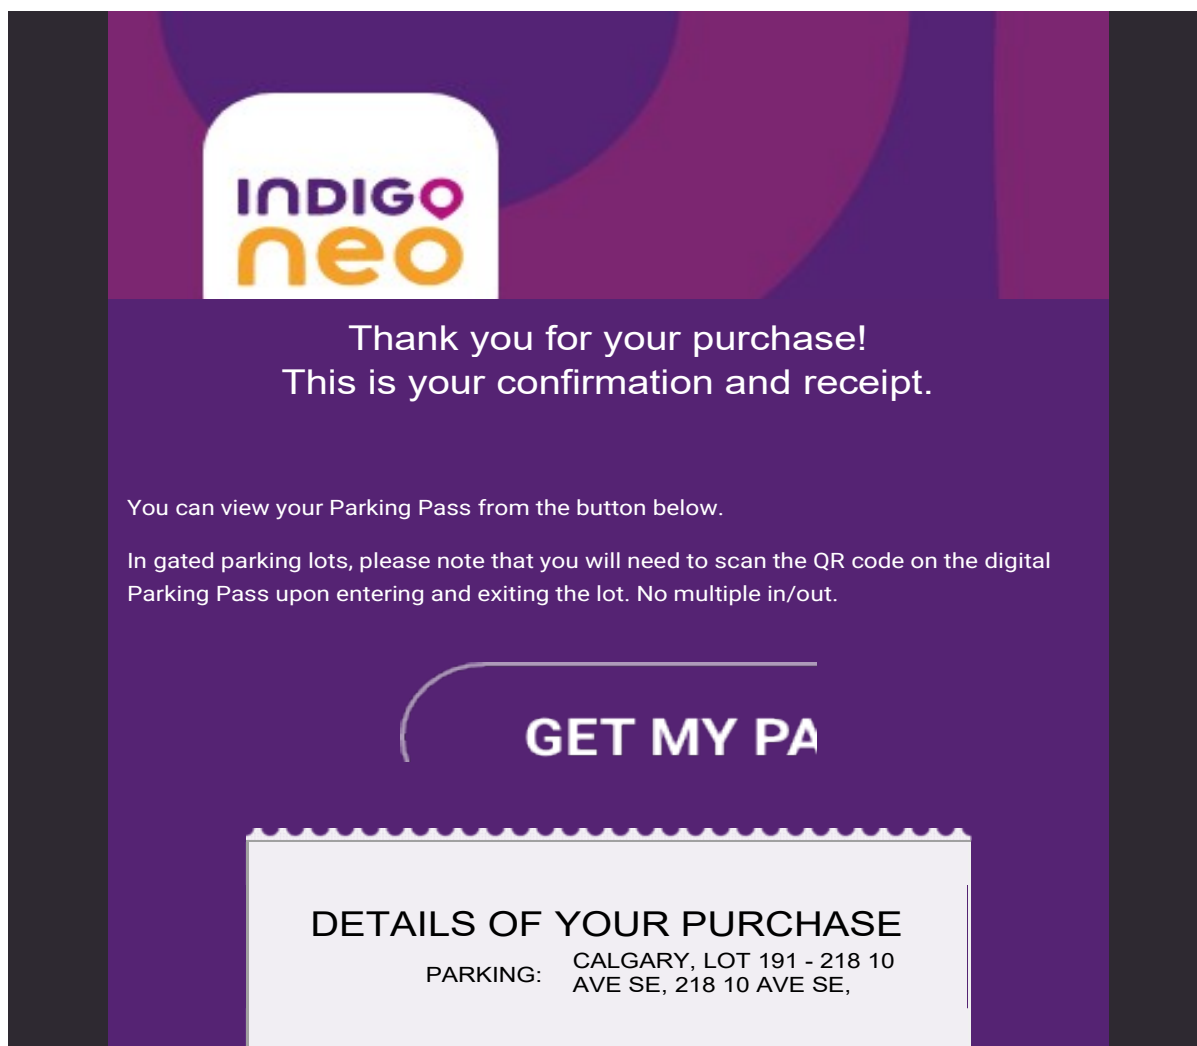 INDIGO
neo
Thank you for your purchase!
This is your confirmation and receipt.
You can view your Parking Pass from the button below.
In gated parking lots, please note that you will need to scan the QR code on the digital
Parking Pass upon entering and exiting the lot. No multiple in/out.
GET MY PA
DETAILS OF YOUR PURCHASE
PARKING: CALGARY, LOT 191 - 218 10
AVE SE, 218 10 AVE SE,